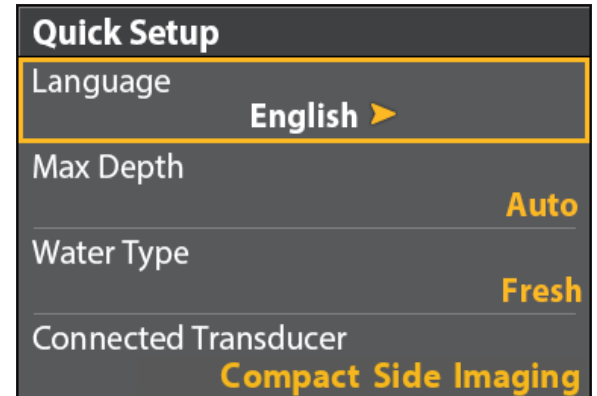 Quick Setup
Language
English
Max Depth
Auto
Water Type
Fresh
Connected Transducer
Compact Side Imaging